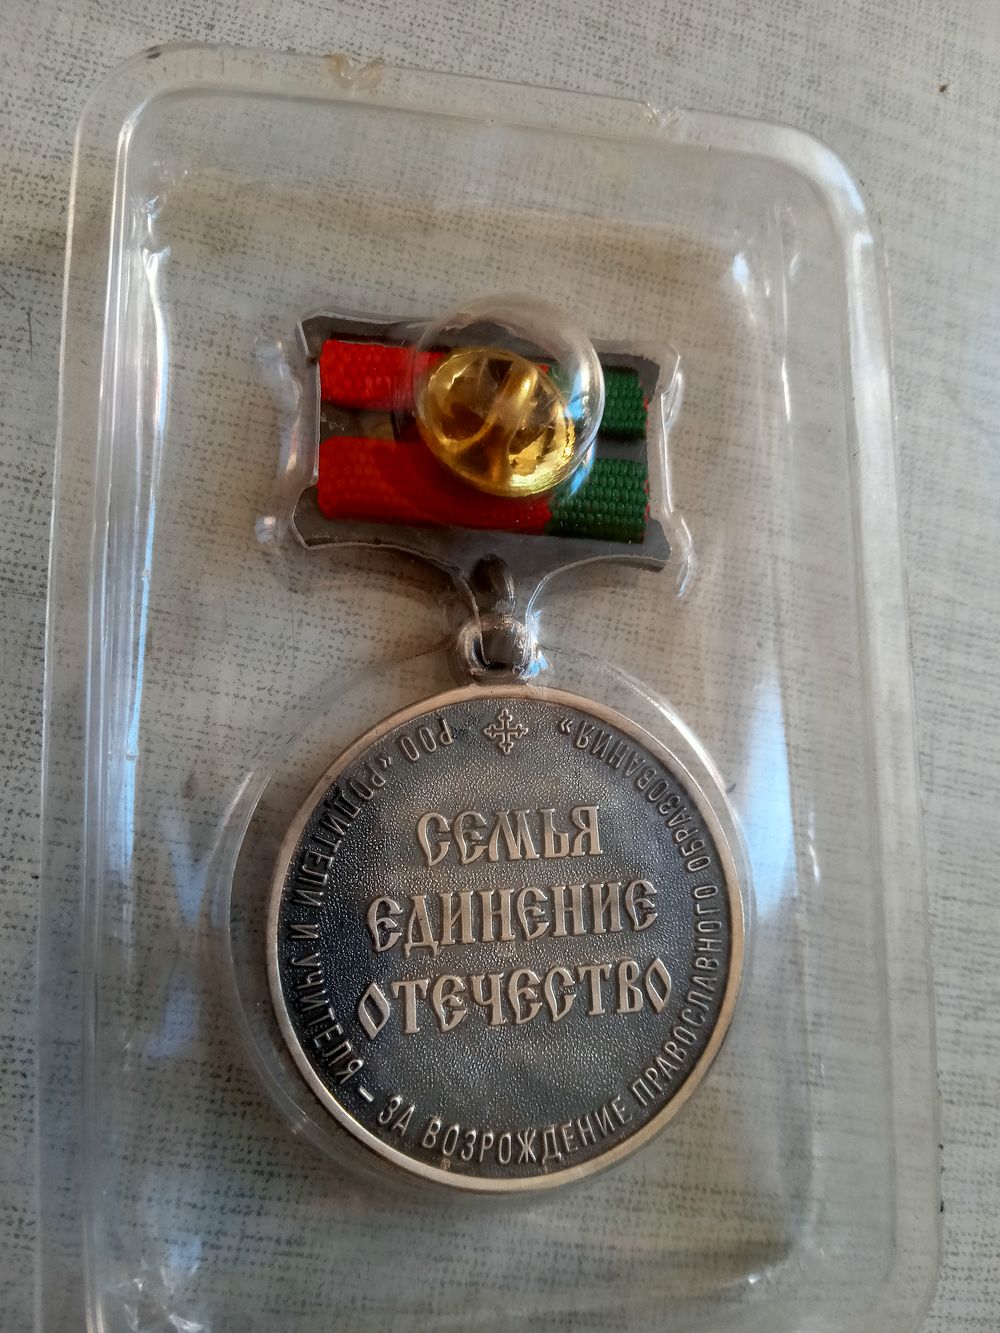 РОО «РОДИТЕЛИ И УЧИТЕЛЯ – ЗА ВОЗРОЖДЕНИЕ ПРАВОСЛАВНОГО ОБРАЗОВАНИЯ»
СЕМЬЯ
ЕДИНЕНИЕ
ОТЕЧЕСТВО